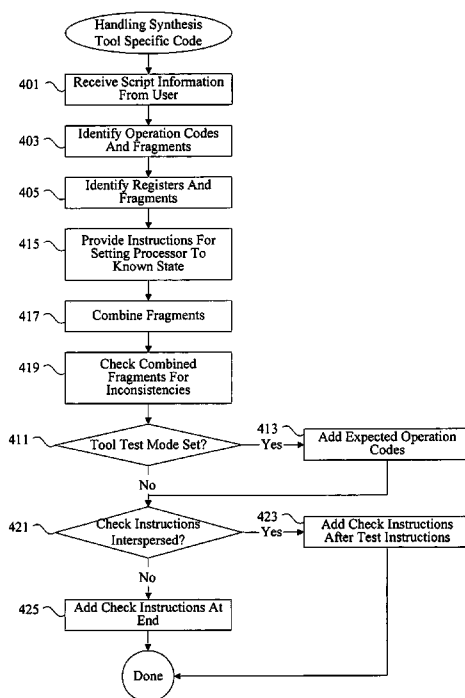 Handling Synthesis
Tool Specific Code
401
Receive Script Information
From User
403
Identify Operation Codes
And Fragments
405
Identify Registers And
Fragments
415
Provide Instructions For
Setting Processor To
Known State
417
Combine Fragments
419
Check Combined
Fragments For
Inconsistencies
411
Tool Test Mode Set?
Yes
413
Add Expected Operation
Codes
No
421
Check Instructions
Interspersed?
Yes
423
Add Check Instructions
After Test Instructions
No
425
Add Check Instructions At
End
Done